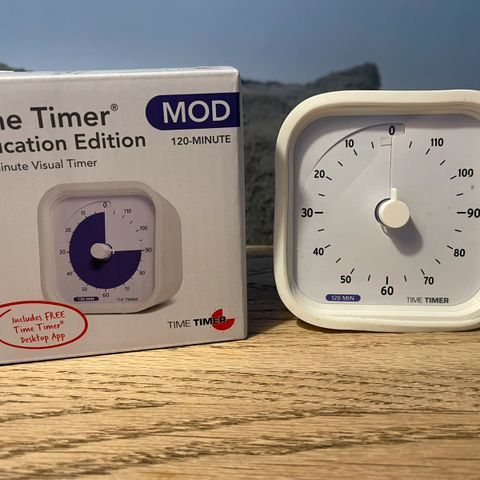 me Timer®
ucation Edition
inute Visual Timer
MOD
120-MINUTE
0
10
110
20
100
30
90
40
80
50
60
70
120 MIN
TIME TIMER
Includes FREE
Time Timer®
Desktop App
TIME TIMER
0
10
110
20
100
30
90
40
80
50
60
70
120 MIN
TIME TIMER